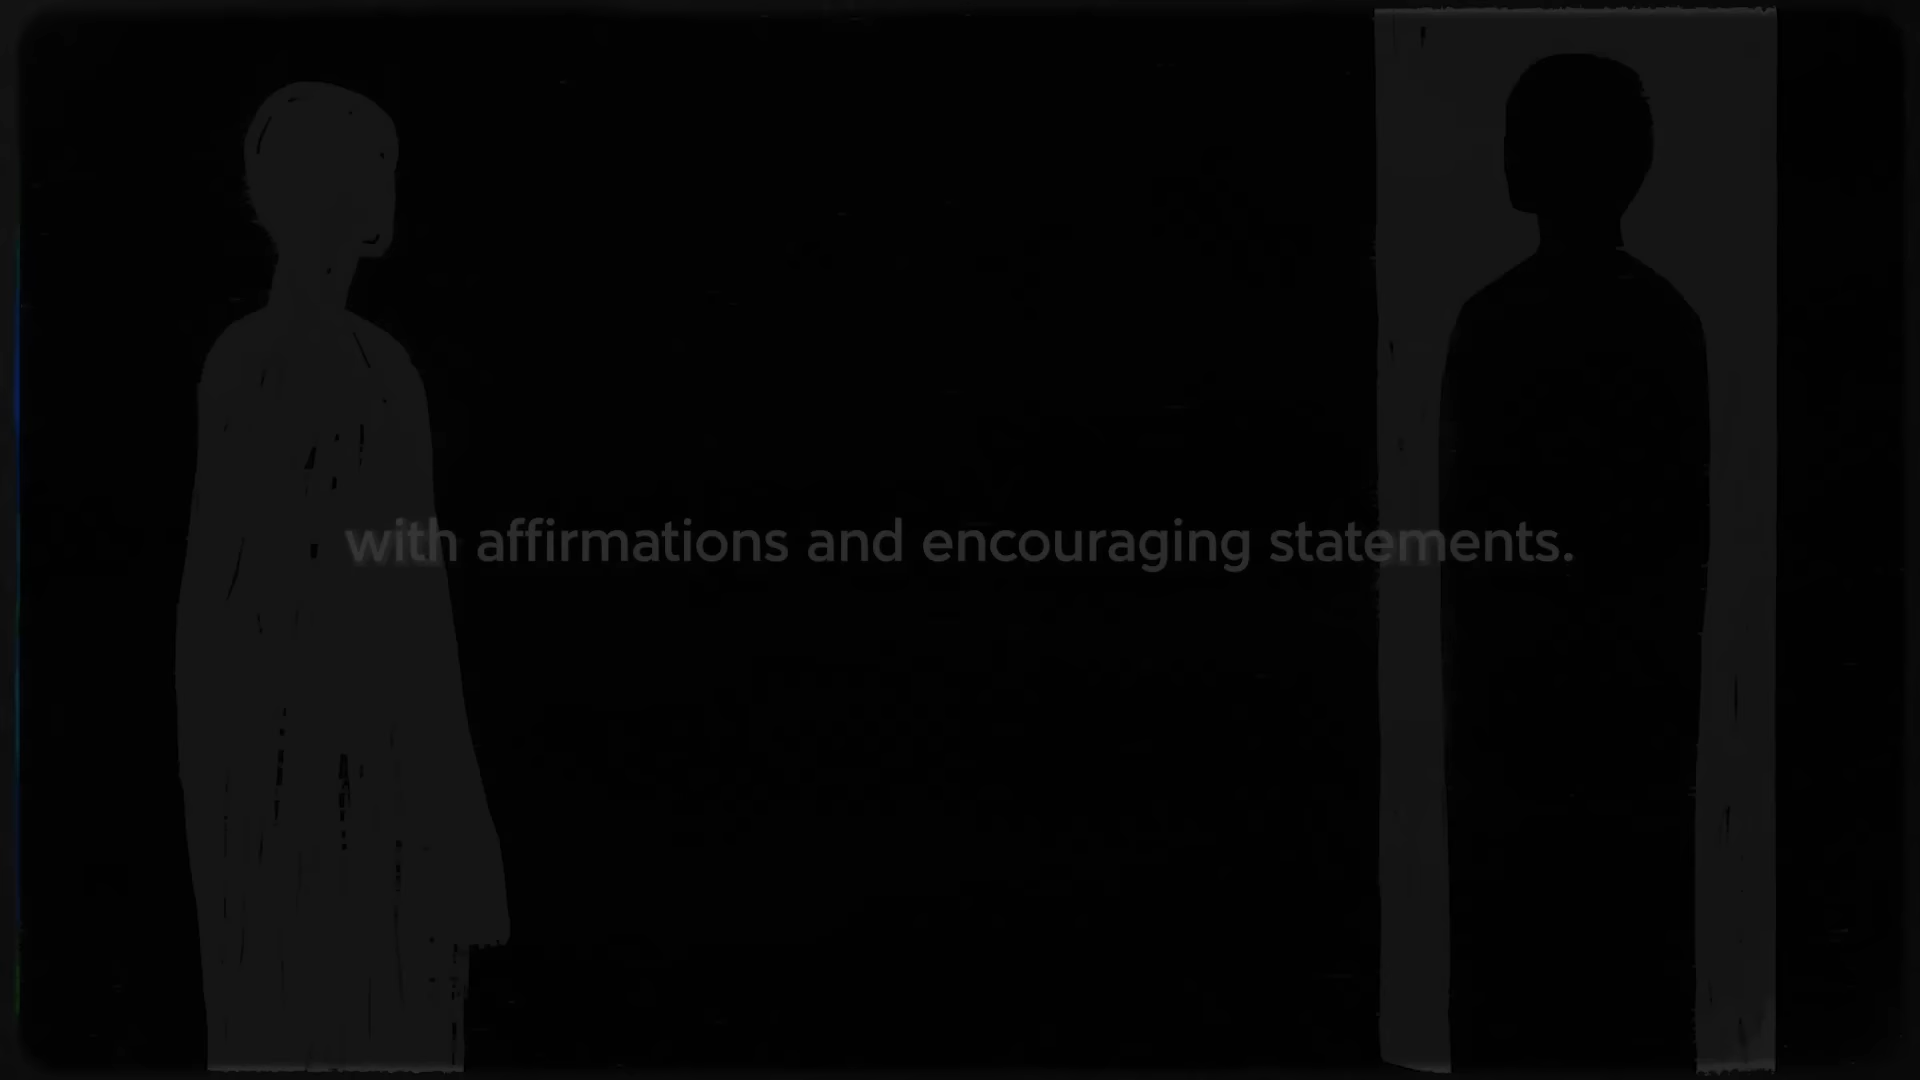 with affirmations and encouraging statements.